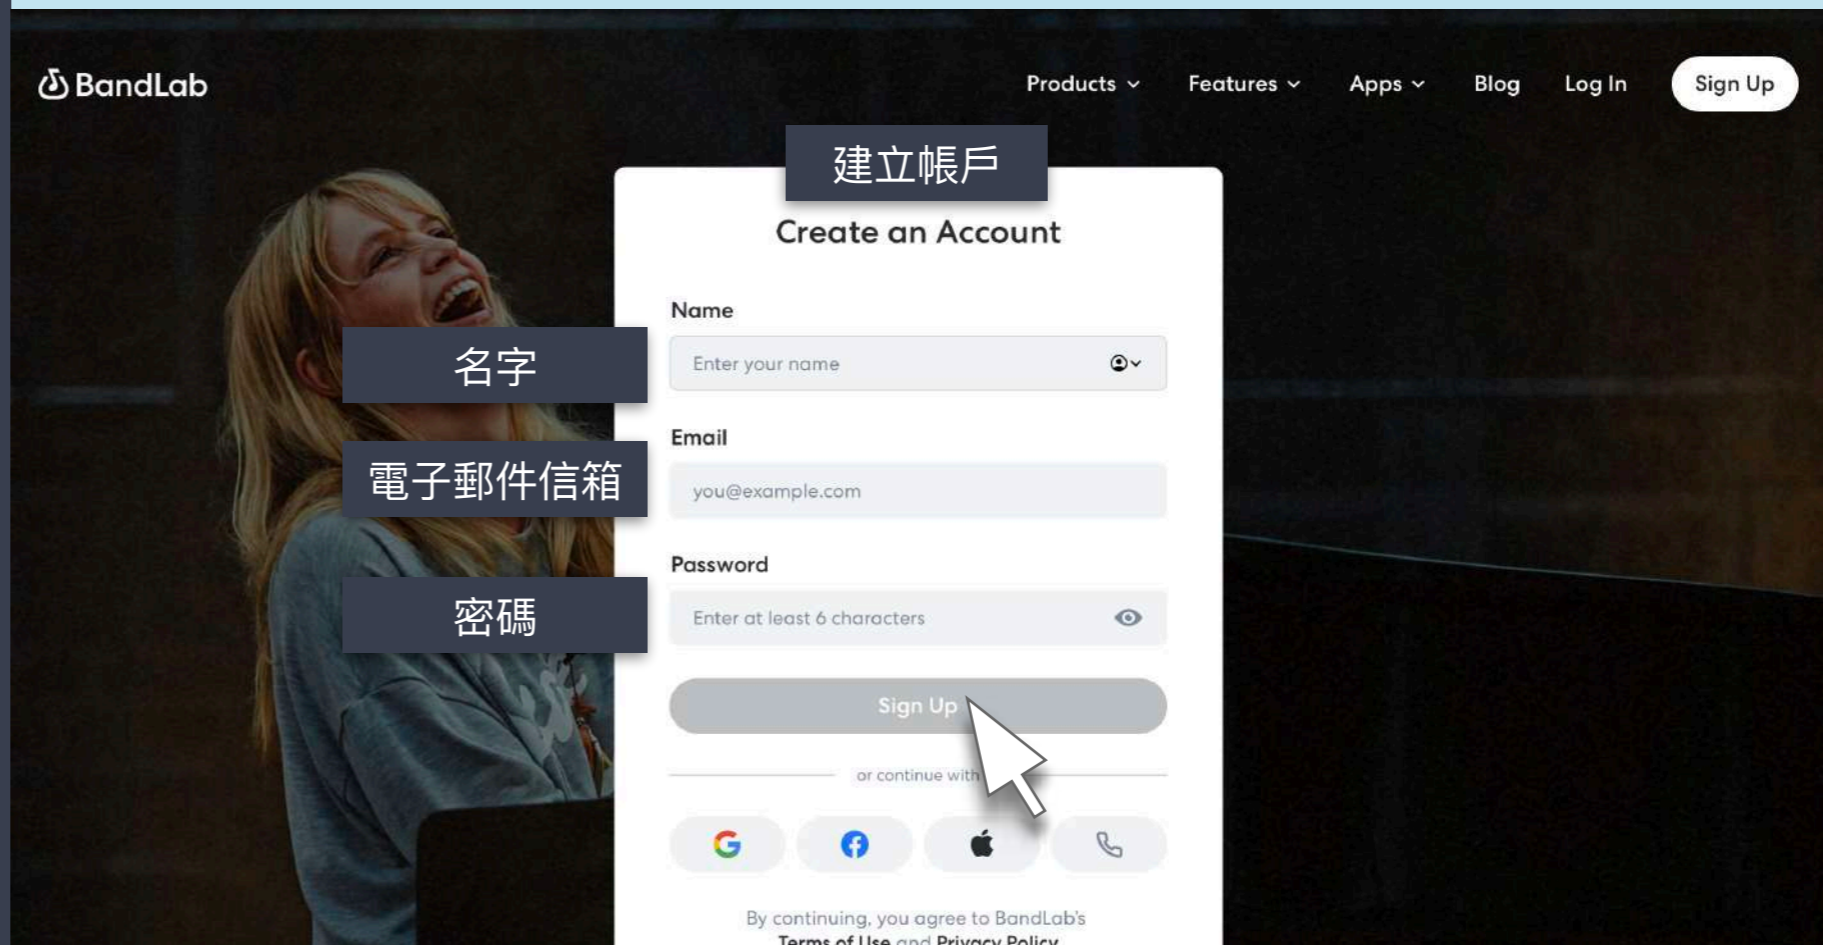 BandLab
Products
Features
Apps
Blog
Log In
Sign Up
建立帳戶
Create an Account
Name
名字
Enter your name
Email
電子郵件信箱
you@example.com
Password
密碼
Enter at least 6 characters
Sign Up
or continue with
By continuing, you agree to BandLab's
Terms of Use and Privacy Policy